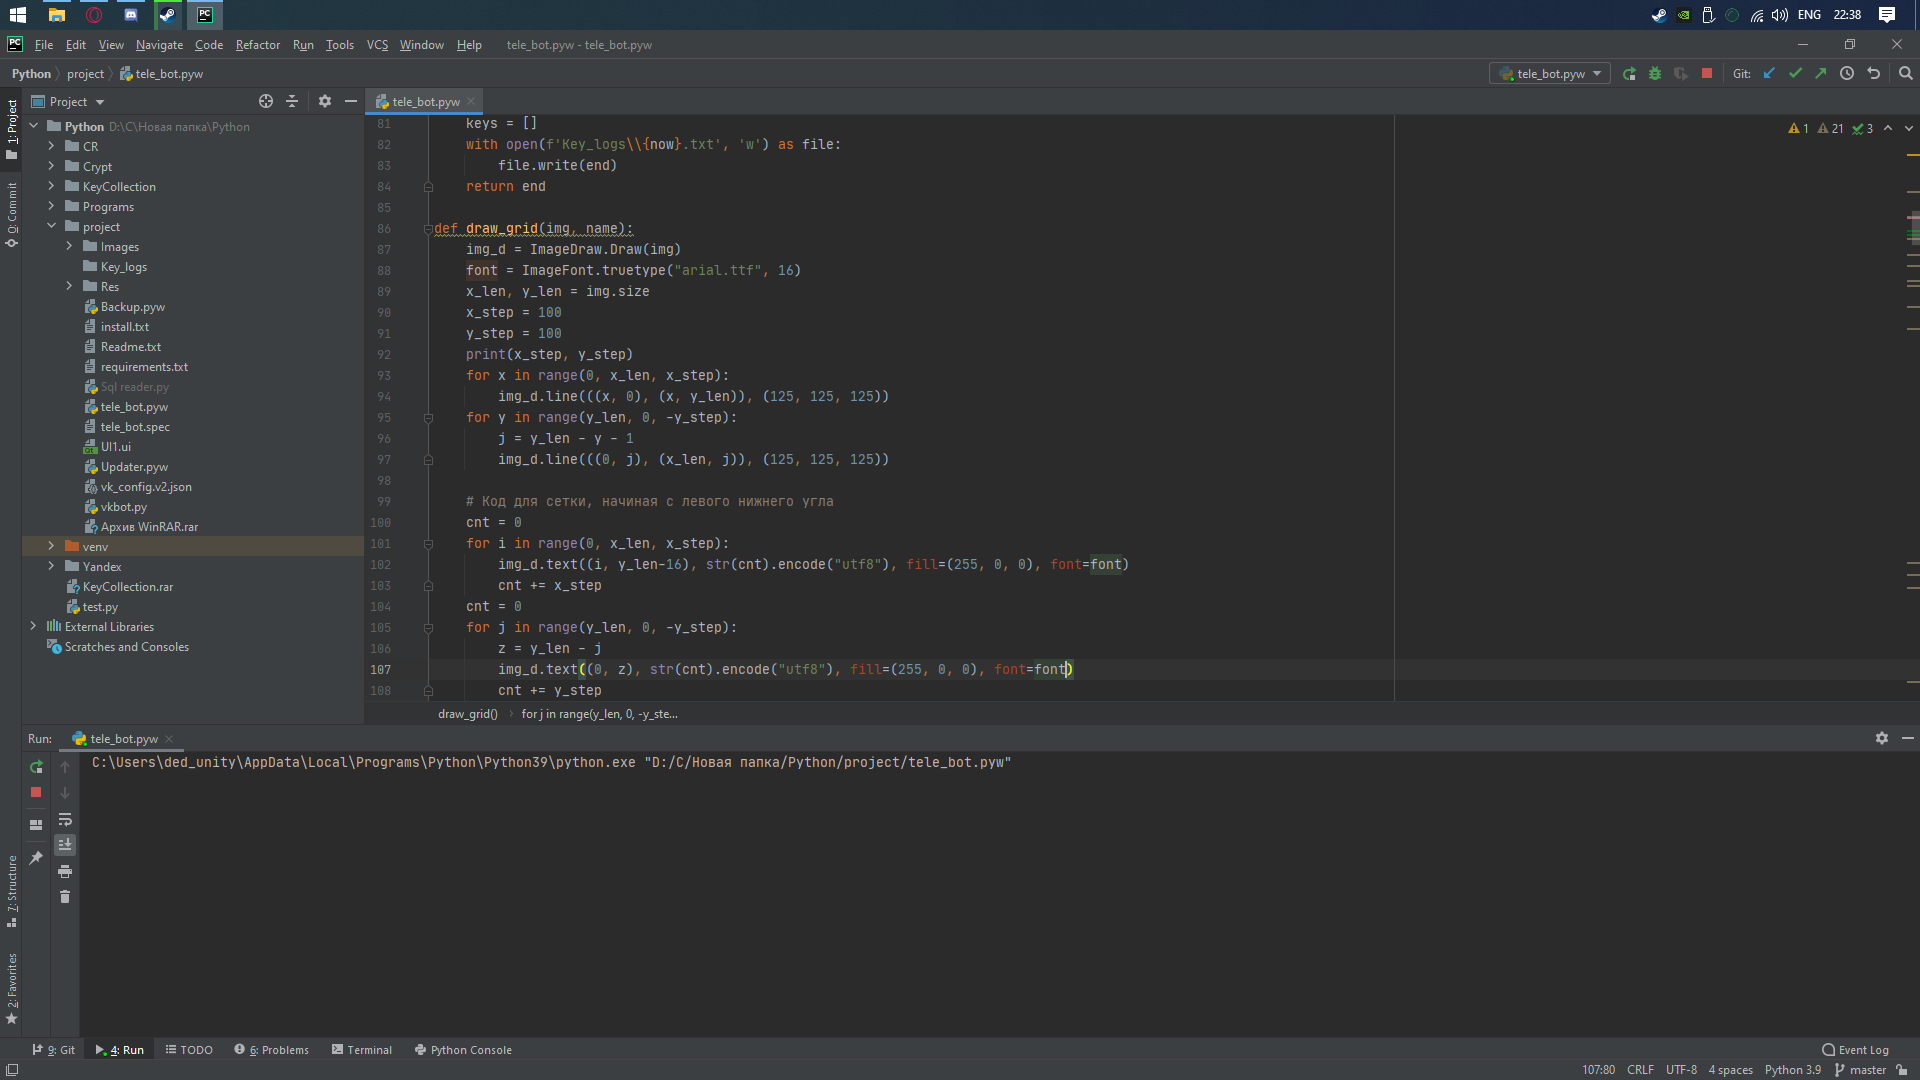 ENG 22:38
File Edit View Navigate Code Refactor Run Tools VCS Window Help tele_bot.pyw - tele_bot.pyw
Python project tele_bot.pyw
tele_bot.pyw Git:
Project
tele_bot.pyw
1: Project
0: Commit
7: Structure
2: Favorites
Python D:\C\Новая папка\Python
CR
Crypt
KeyCollection
Programs
project
Images
Key_logs
Res
Backup.pyw
install.txt
Readme.txt
requirements.txt
Sql reader.py
tele_bot.pyw
tele_bot.spec
UI1.ui
Updater.pyw
vk_config.v2.json
vkbot.py
Архив WinRAR.rar
venv
Yandex
KeyCollection.rar
test.py
External Libraries
Scratches and Consoles
1 21 3
81 keys = []
82 with open(f'Key_logs\\{now}.txt', 'w') as file:
83 file.write(end)
84 return end
85
86 def draw_grid(img, name):
87 img_d = ImageDraw.Draw(img)
88 font = ImageFont.truetype("arial.ttf", 16)
89 x_len, y_len = img.size
90 x_step = 100
91 y_step = 100
92 print(x_step, y_step)
93 for x in range(0, x_len, x_step):
94 img_d.line(((x, 0), (x, y_len)), (125, 125, 125))
95 for y in range(y_len, 0, -y_step):
96 j = y_len - y - 1
97 img_d.line(((0, j), (x_len, j)), (125, 125, 125))
98
99 # Код для сетки, начиная с левого нижнего угла
100 cnt = 0
101 for i in range(0, x_len, x_step):
102 img_d.text((i, y_len-16), str(cnt).encode("utf8"), fill=(255, 0, 0), font=font)
103 cnt += x_step
104 cnt = 0
105 for j in range(y_len, 0, -y_step):
106 z = y_len - j
107 img_d.text((0, z), str(cnt).encode("utf8"), fill=(255, 0, 0), font=font)
108 cnt += y_step
draw_grid() for j in range(y_len, 0, -y_ste...
Run: tele_bot.pyw
C:\Users\ded_unity\AppData\Local\Programs\Python\Python39\python.exe "D:/C/Новая папка/Python/project/tele_bot.pyw"
9: Git 4: Run TODO 6: Problems Terminal Python Console Event Log
107:80 CRLF UTF-8 4 spaces Python 3.9 master